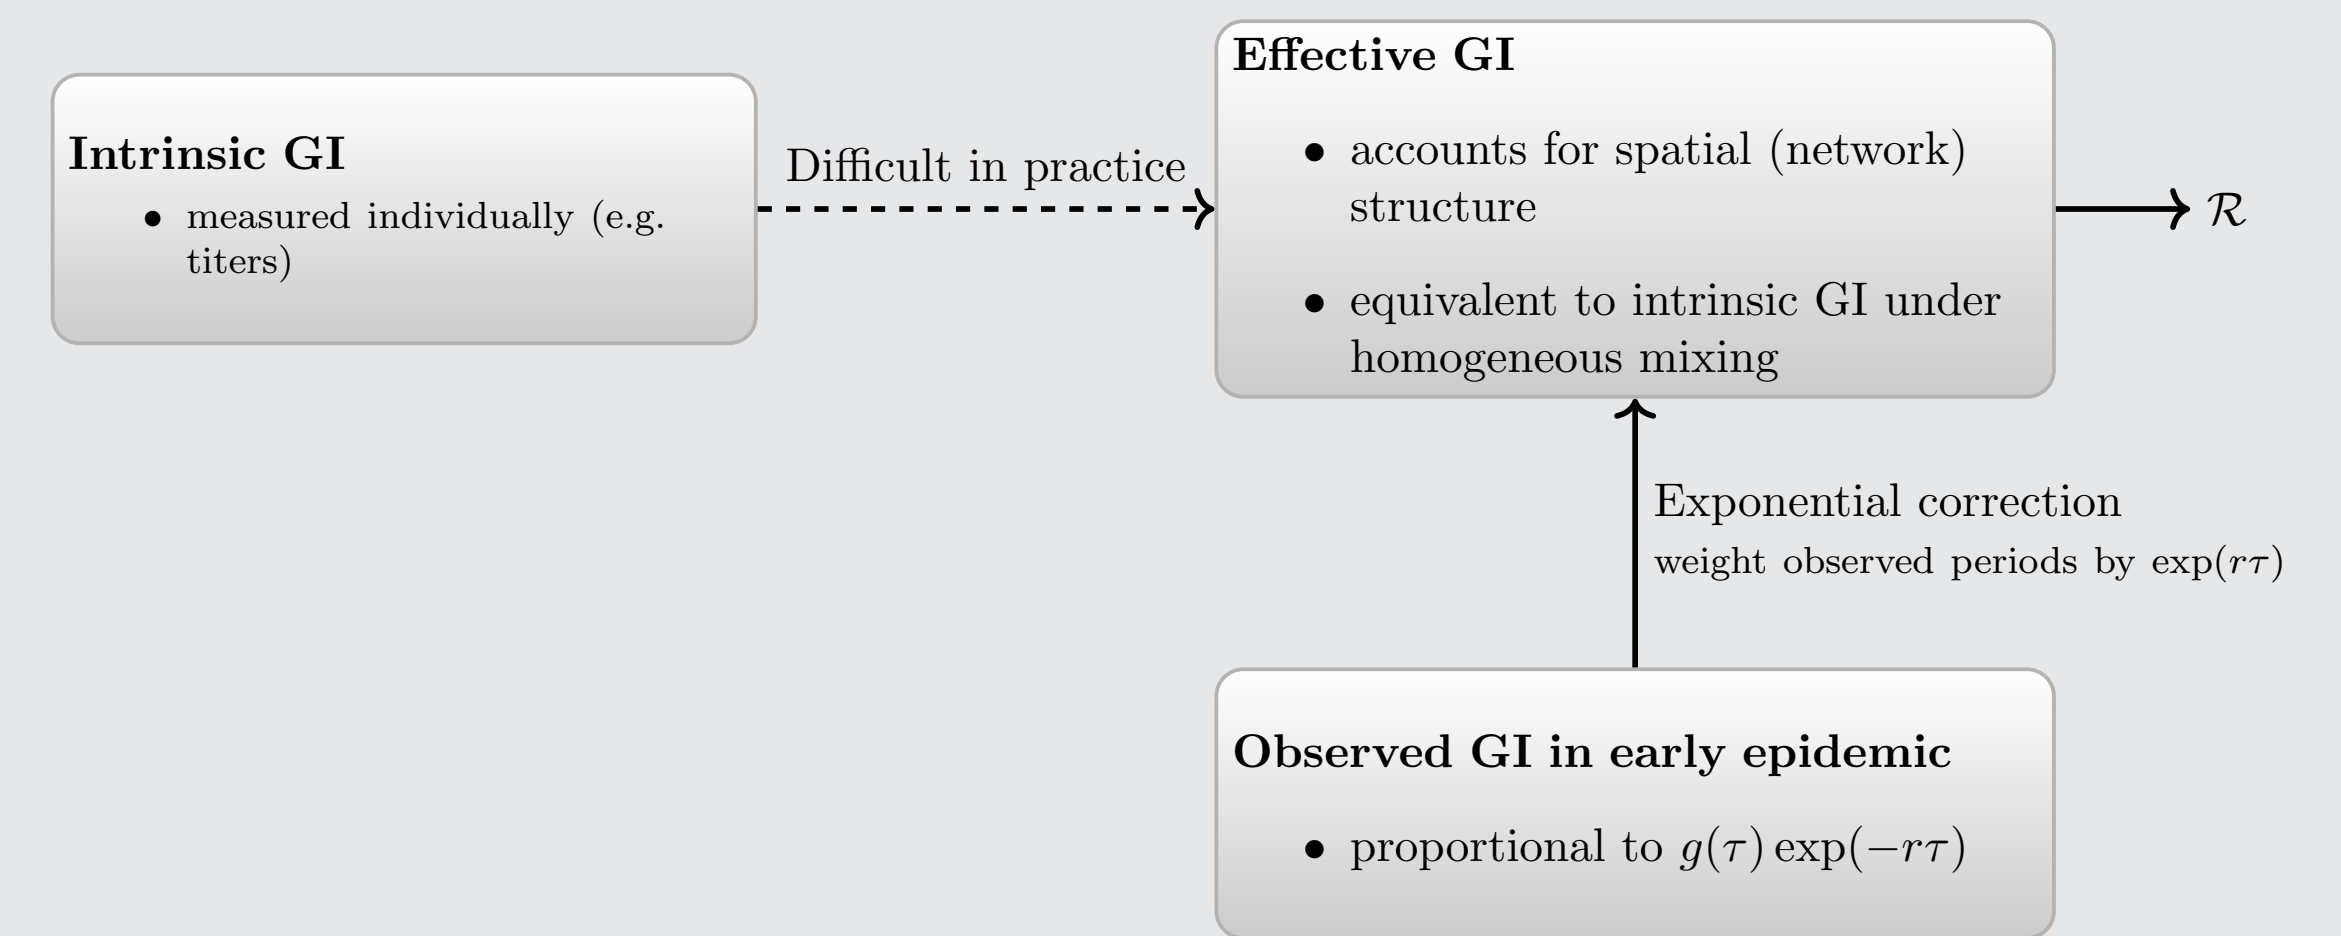 Intrinsic GI
• measured individually (e.g.
titers)
Difficult in practice
Effective GI
• accounts for spatial (network)
structure
• equivalent to intrinsic GI under
homogeneous mixing
ℛ
Exponential correction
weight observed periods by exp(rτ)
Observed GI in early epidemic
• proportional to g(τ) exp(−rτ)